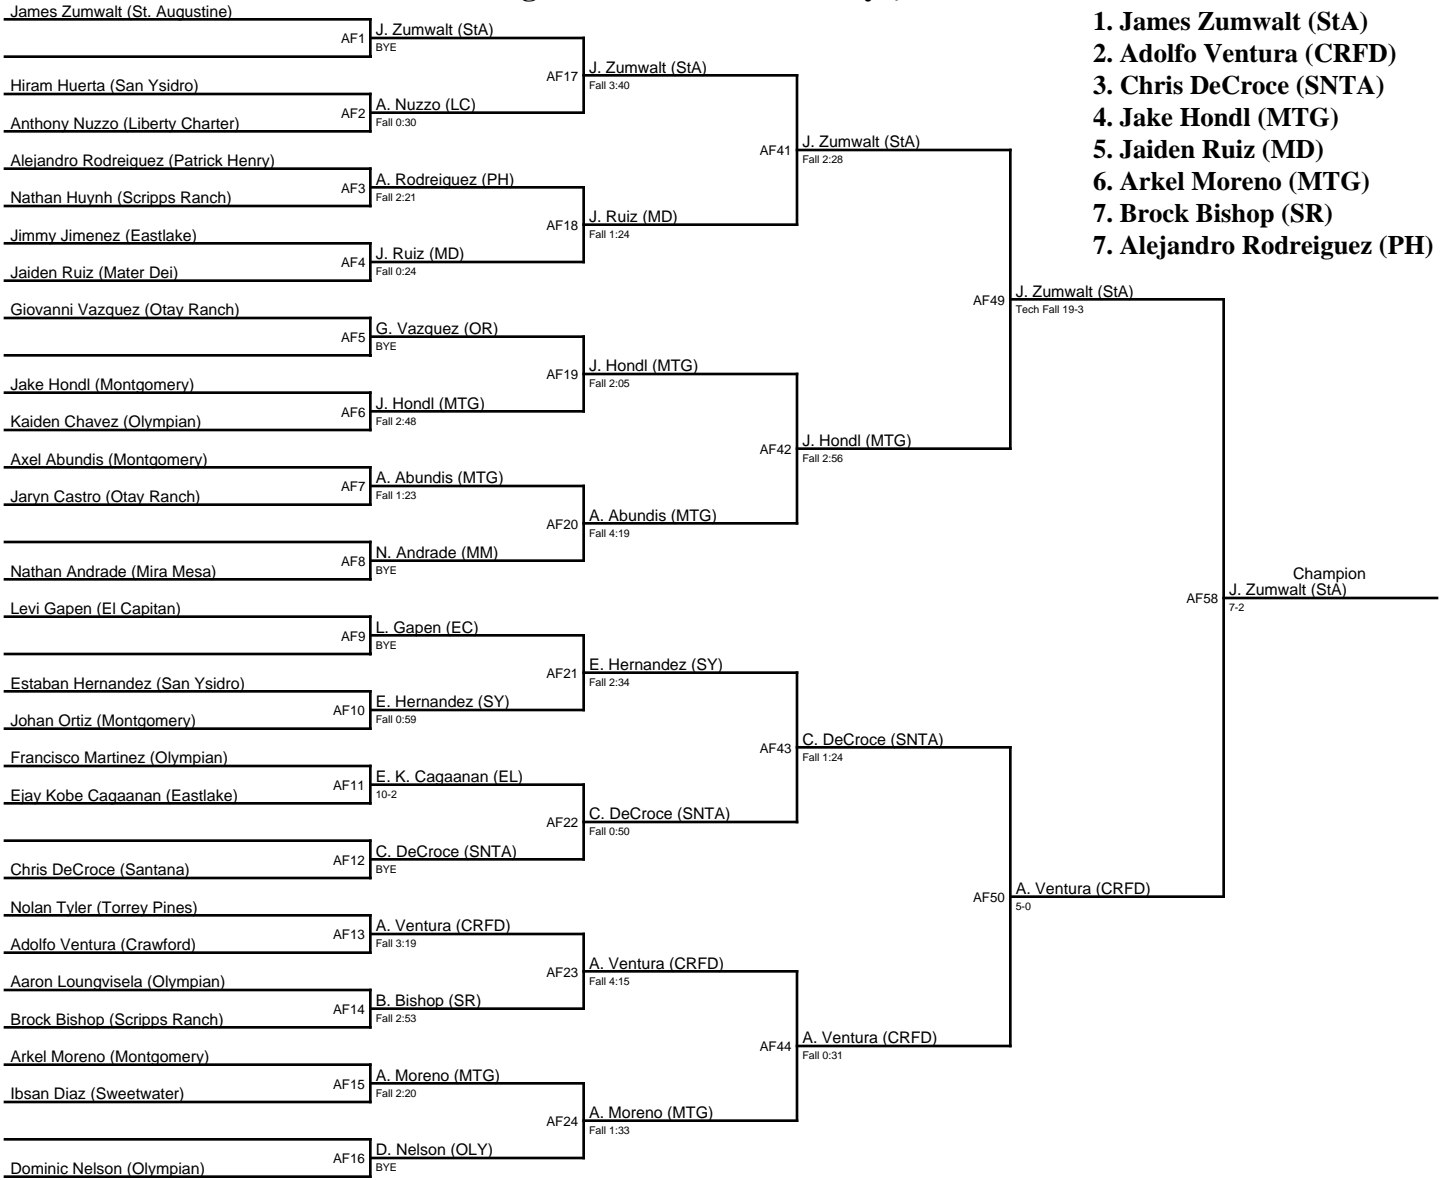 James Zumwalt (St. Augustine)
AF1
J. Zumwalt (StA)
BYE
Hiram Huerta (San Ysidro)
Anthony Nuzzo (Liberty Charter)
AF2
A. Nuzzo (LC)
Fall 0:30
AF17
J. Zumwalt (StA)
Fall 3:40
Alejandro Rodreiguez (Patrick Henry)
Nathan Huynh (Scripps Ranch)
AF3
A. Rodreiguez (PH)
Fall 2:21
Jimmy Jimenez (Eastlake)
Jaiden Ruiz (Mater Dei)
AF4
J. Ruiz (MD)
Fall 0:24
AF18
J. Ruiz (MD)
Fall 1:24
AF41
J. Zumwalt (StA)
Fall 2:28
Giovanni Vazquez (Otay Ranch)
AF5
G. Vazquez (OR)
BYE
Jake Hondl (Montgomery)
Kaiden Chavez (Olympian)
AF6
J. Hondl (MTG)
Fall 2:48
AF19
J. Hondl (MTG)
Fall 2:05
Axel Abundis (Montgomery)
Jaryn Castro (Otay Ranch)
AF7
A. Abundis (MTG)
Fall 1:23
Nathan Andrade (Mira Mesa)
AF8
N. Andrade (MM)
BYE
AF20
A. Abundis (MTG)
Fall 4:19
AF42
J. Hondl (MTG)
Fall 2:56
AF49
J. Zumwalt (StA)
Tech Fall 19-3
Levi Gapen (El Capitan)
AF9
L. Gapen (EC)
BYE
Estaban Hernandez (San Ysidro)
Johan Ortiz (Montgomery)
AF10
E. Hernandez (SY)
Fall 0:59
AF21
E. Hernandez (SY)
Fall 2:34
Francisco Martinez (Olympian)
Ejay Kobe Cagaanan (Eastlake)
AF11
E. K. Cagaanan (EL)
10-2
Chris DeCroce (Santana)
AF12
C. DeCroce (SNTA)
BYE
AF22
C. DeCroce (SNTA)
Fall 0:50
AF43
C. DeCroce (SNTA)
Fall 1:24
Nolan Tyler (Torrey Pines)
Adolfo Ventura (Crawford)
AF13
A. Ventura (CRFD)
Fall 3:19
Aaron Loungvisela (Olympian)
Brock Bishop (Scripps Ranch)
AF14
B. Bishop (SR)
Fall 2:53
AF23
A. Ventura (CRFD)
Fall 4:15
Arkel Moreno (Montgomery)
Ibsan Diaz (Sweetwater)
AF15
A. Moreno (MTG)
Fall 2:20
Dominic Nelson (Olympian)
AF16
D. Nelson (OLY)
BYE
AF24
A. Moreno (MTG)
Fall 1:33
AF44
A. Ventura (CRFD)
Fall 0:31
AF50
A. Ventura (CRFD)
5-0
AF58
Champion
J. Zumwalt (StA)
7-2
1. James Zumwalt (StA)
2. Adolfo Ventura (CRFD)
3. Chris DeCroce (SNTA)
4. Jake Hondl (MTG)
5. Jaiden Ruiz (MD)
6. Arkel Moreno (MTG)
7. Brock Bishop (SR)
7. Alejandro Rodreiguez (PH)